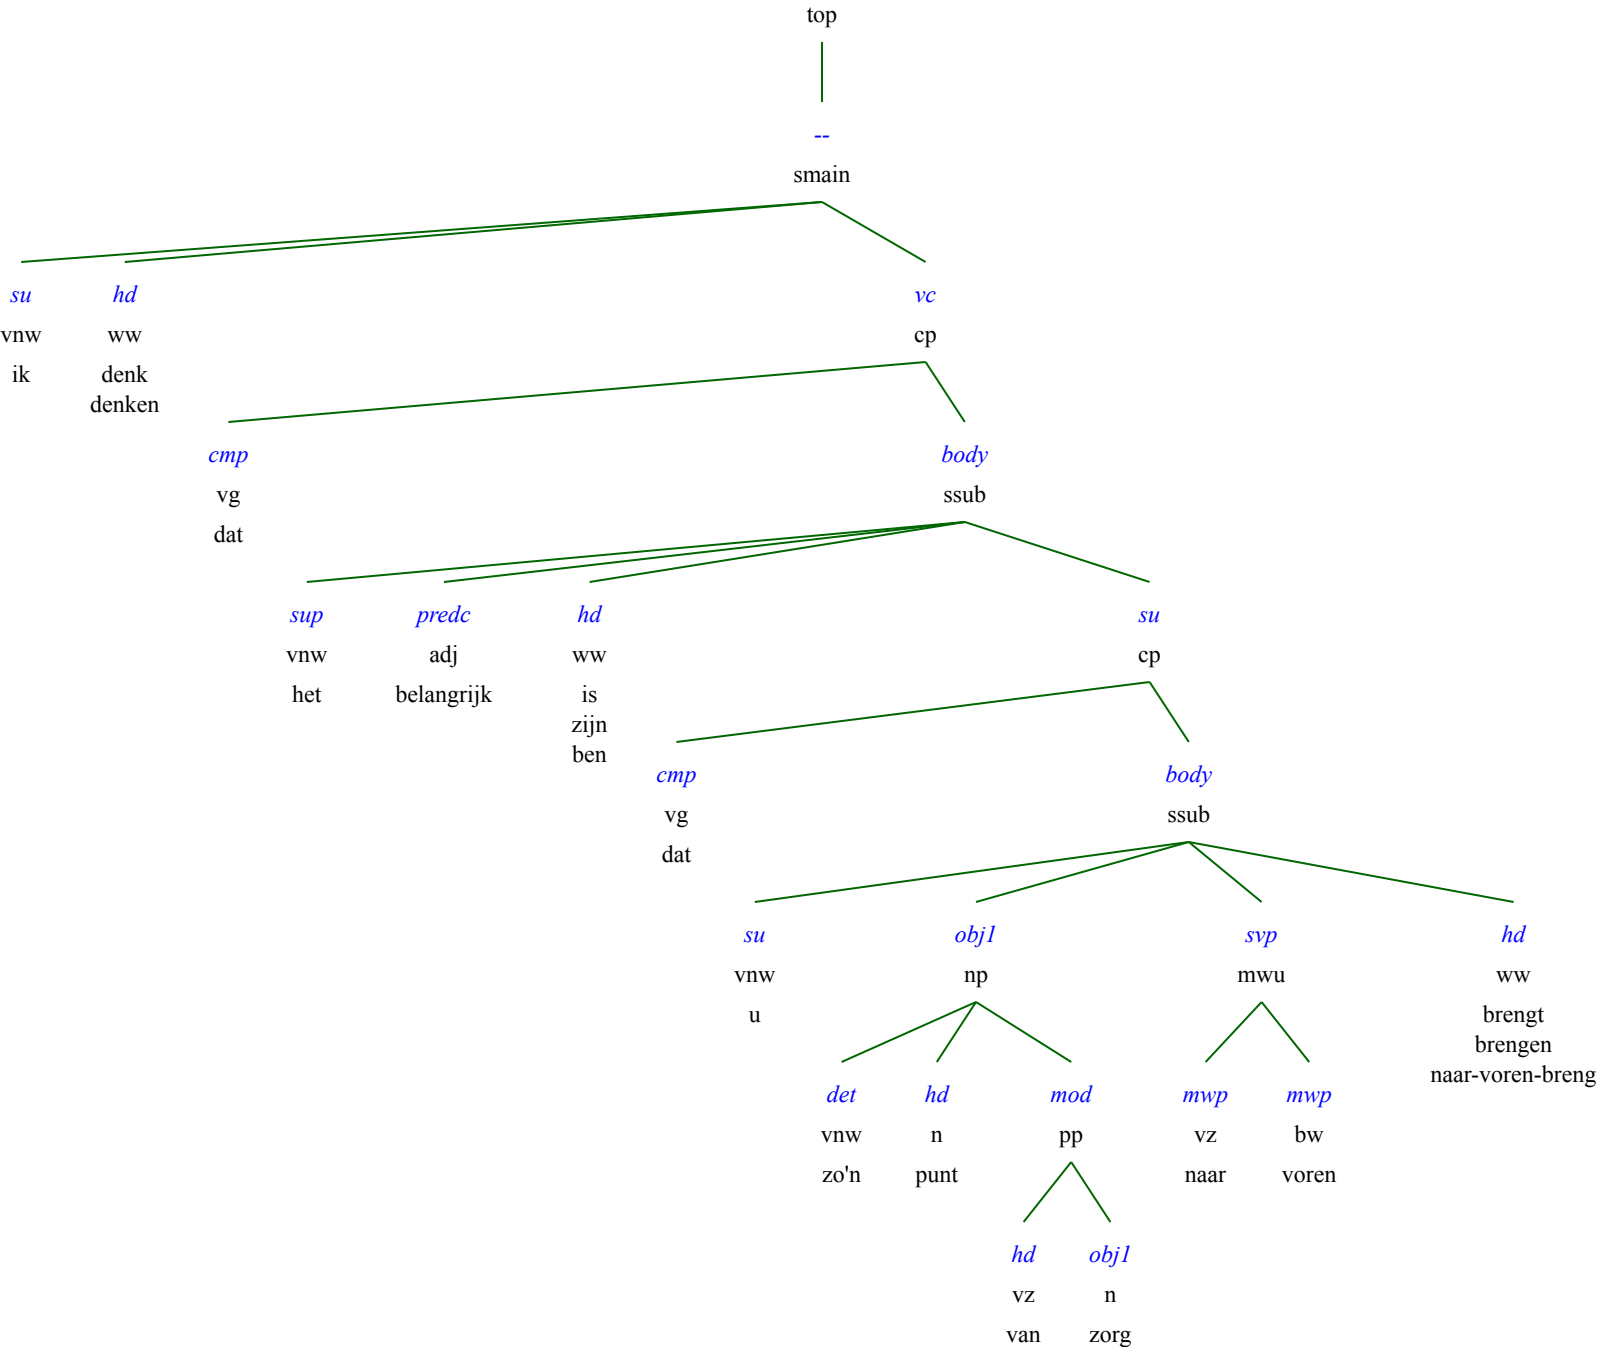 top
--
smain
su hd vc
vnw ww cp
ik denk
denken
cmp body
vg ssub
dat
sup predc hd su
vnw adj ww cp
het belangrijk is
zijn
ben
cmp body
vg ssub
dat
su obj1 svp hd
vnw np mwu ww
u brengt
brengen
naar-voren-breng
det hd mod mwp mwp
vnw n pp vz bw
zo'n punt naar voren
hd obj1
vz n
van zorg